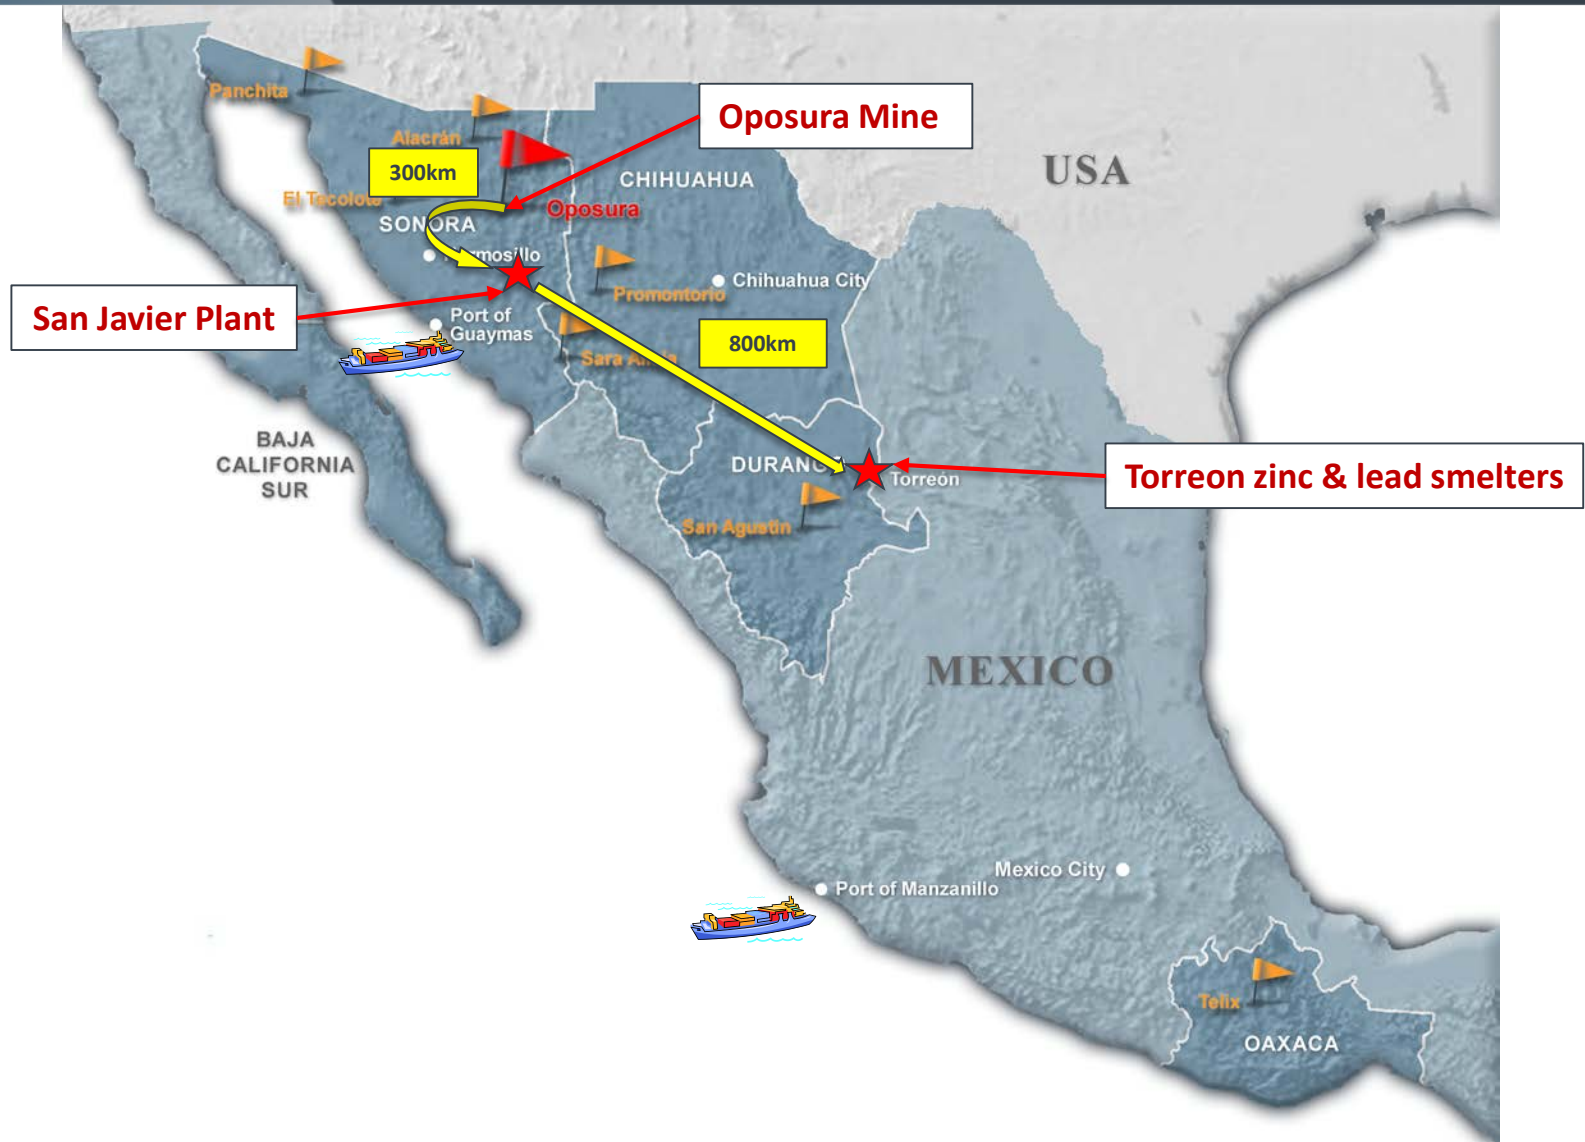 Panchita
Oposura Mine
Alacrán
USA
300km
CHIHUAHUA
El Tecolote
Oposura
SONORA
Chihuahua City
Promontorio
San Javier Plant
Port of
Guaymas
800km
BAJA
CALIFORNIA
SUR
Torreon zinc & lead smelters
Torreón
San Agustin
MEXICO
Mexico City
Port of Manzanillo
Telix
OAXACA